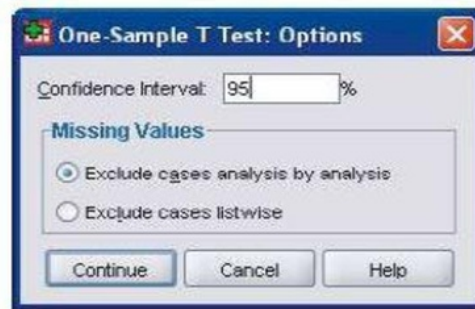 One-Sample T Test: Options
Confidence Interval: 95 %
Missing Values
Exclude cases analysis by analysis
Exclude cases listwise
Continue Cancel Help